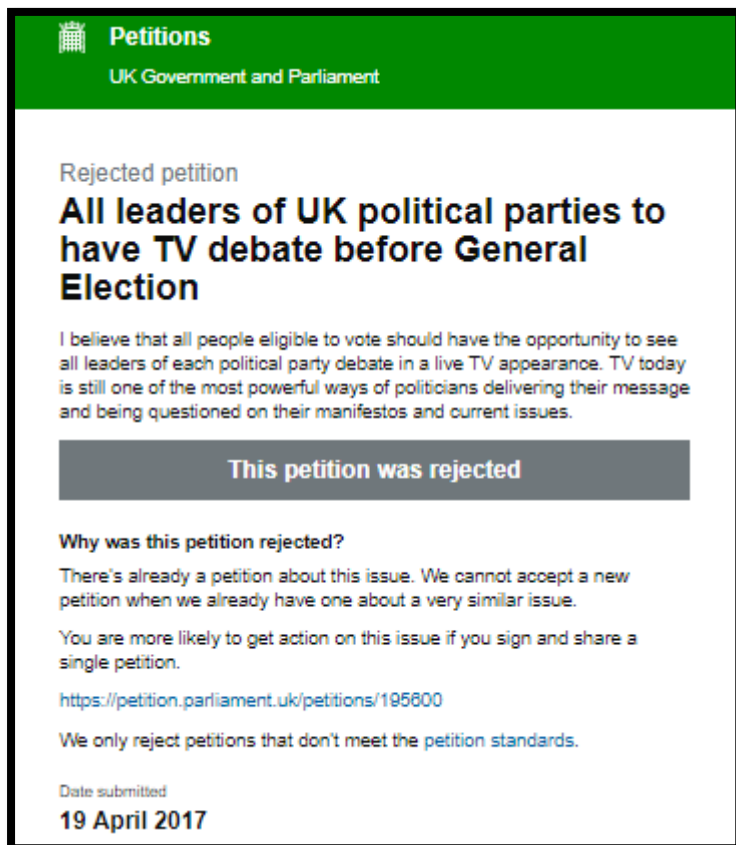 Petitions
UK Government and Parliament
Rejected petition
All leaders of UK political parties to
have TV debate before General
Election
I believe that all people eligible to vote should have the opportunity to see
all leaders of each political party debate in a live TV appearance. TV today
is still one of the most powerful ways of politicians delivering their message
and being questioned on their manifestos and current issues.
This petition was rejected
Why was this petition rejected?
There's already a petition about this issue. We cannot accept a new
petition when we already have one about a very similar issue.
You are more likely to get action on this issue if you sign and share a
single petition.
https://petition.parliament.uk/petitions/195600
We only reject petitions that don't meet the petition standards.
Date submitted
19 April 2017